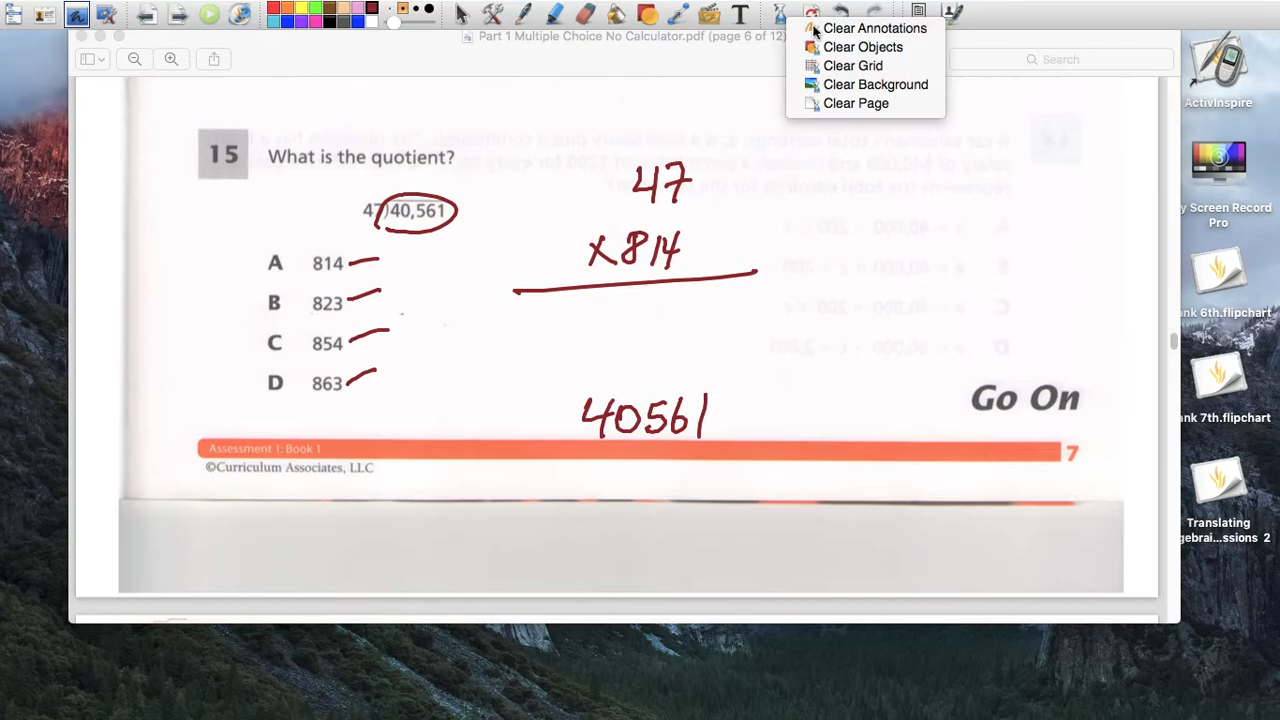 Clear Annotations
Clear Objects
Clear Grid
Clear Background
Clear Page
Part 1 Multiple Choice No Calculator.pdf (page 6 of 12)
Search
15 What is the quotient?
47)40,561
A 814
B 823
C 854
D 863
47
x814
40561
Go On
Assessment 1: Book 1
7
©Curriculum Associates, LLC
ActivInspire
3
y Screen Record
Pro
nk 6th.flipchart
nk 7th.flipchart
Translating
gebrai...ssions 2